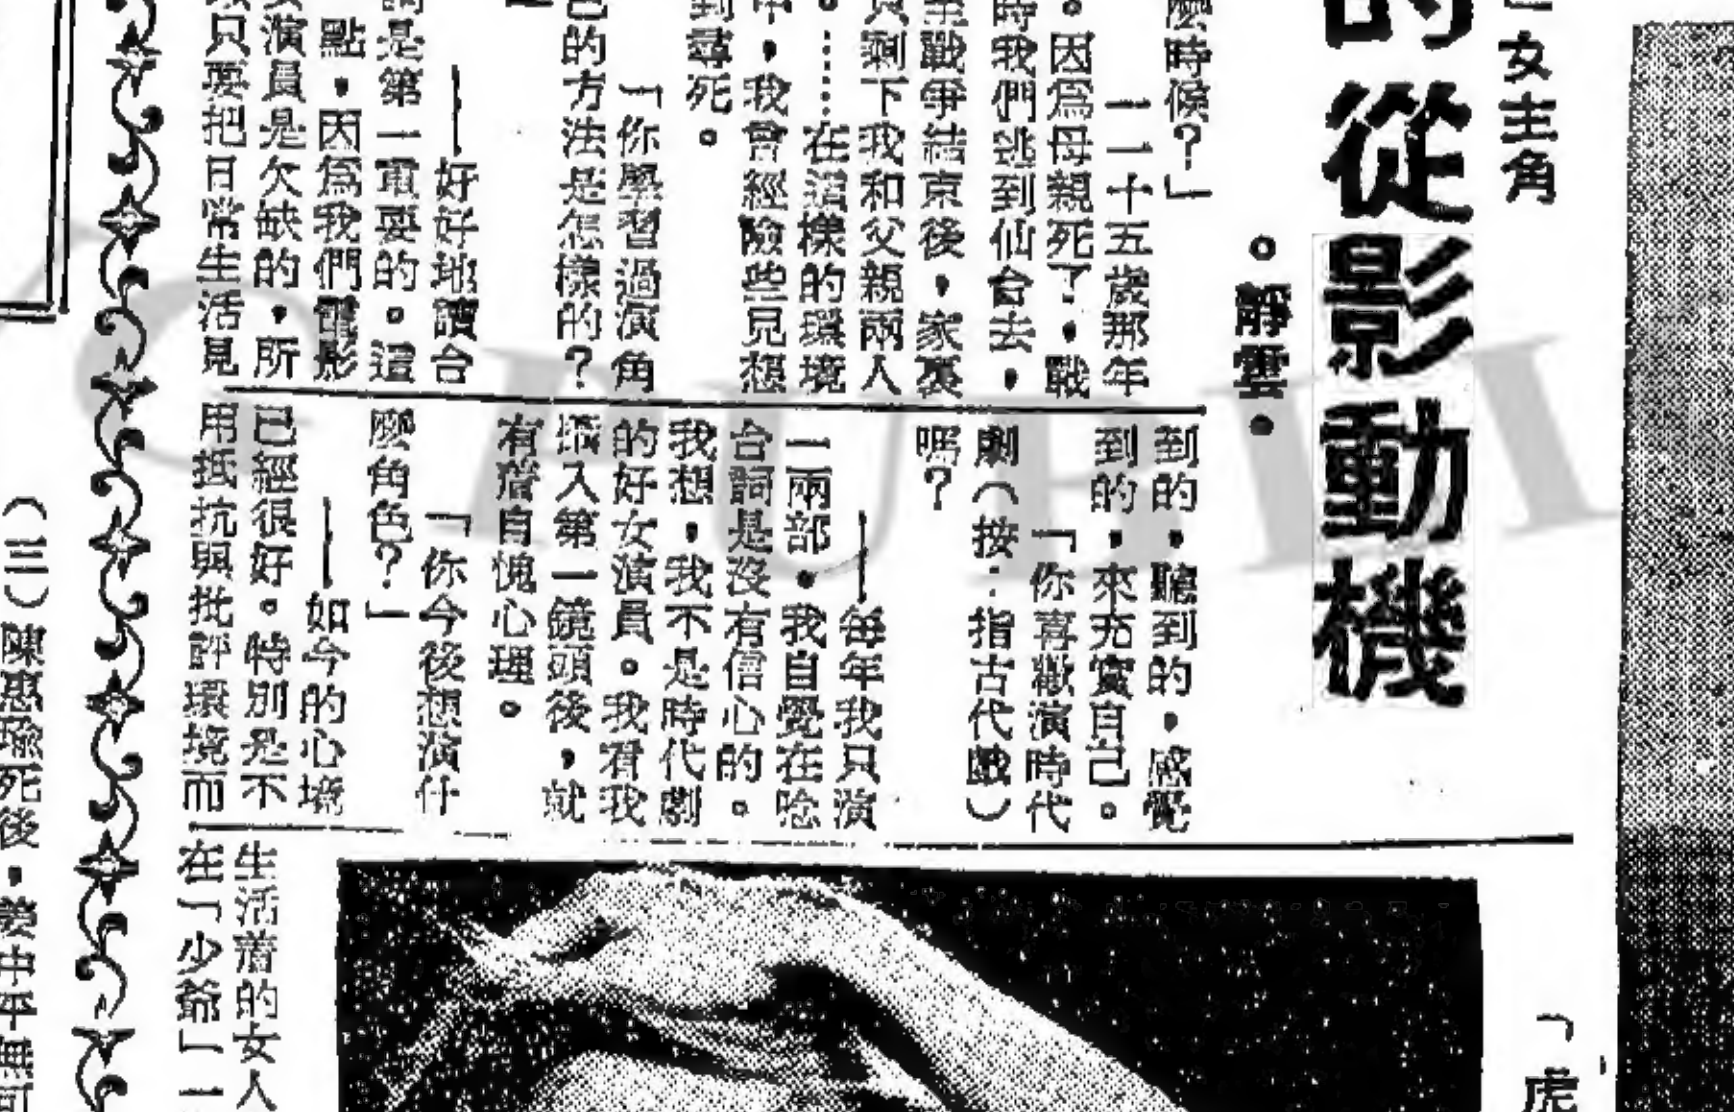 」女主角
的從影動機
。靜雲・
麼時候？」
——二十五歲那年
。因為母親死了，戰
時我們逃到仙台去，
至戰爭結束後，家裏
只剩下我和父親兩人
。……在這樣的環境
中，我曾經險些兒想
到尋死。
「你學習過演角
色的方法是怎樣的？
——好好地讀台
詞是第一重要的。這
點，因為我們電影
女演員是欠缺的，所
只要把日常生活見
到的，聽到的，感覺
到的，來充實自己。
「你喜歡演時代
劇（按：指古代戲）
嗎？
——每年我只演
一兩部。我自覺在唸
台詞是沒有信心的。
我想，我不是時代劇
的好女演員。我看我
攝入第一鏡頭後，就
有蠻自愧心理。
「你今後想演什
麼角色？」
——如今的心境
已經很好。特別是不
用抵抗與批評環境而
生活着的女人
在「少爺」一
「虎
（三）陳惠瑜死後，